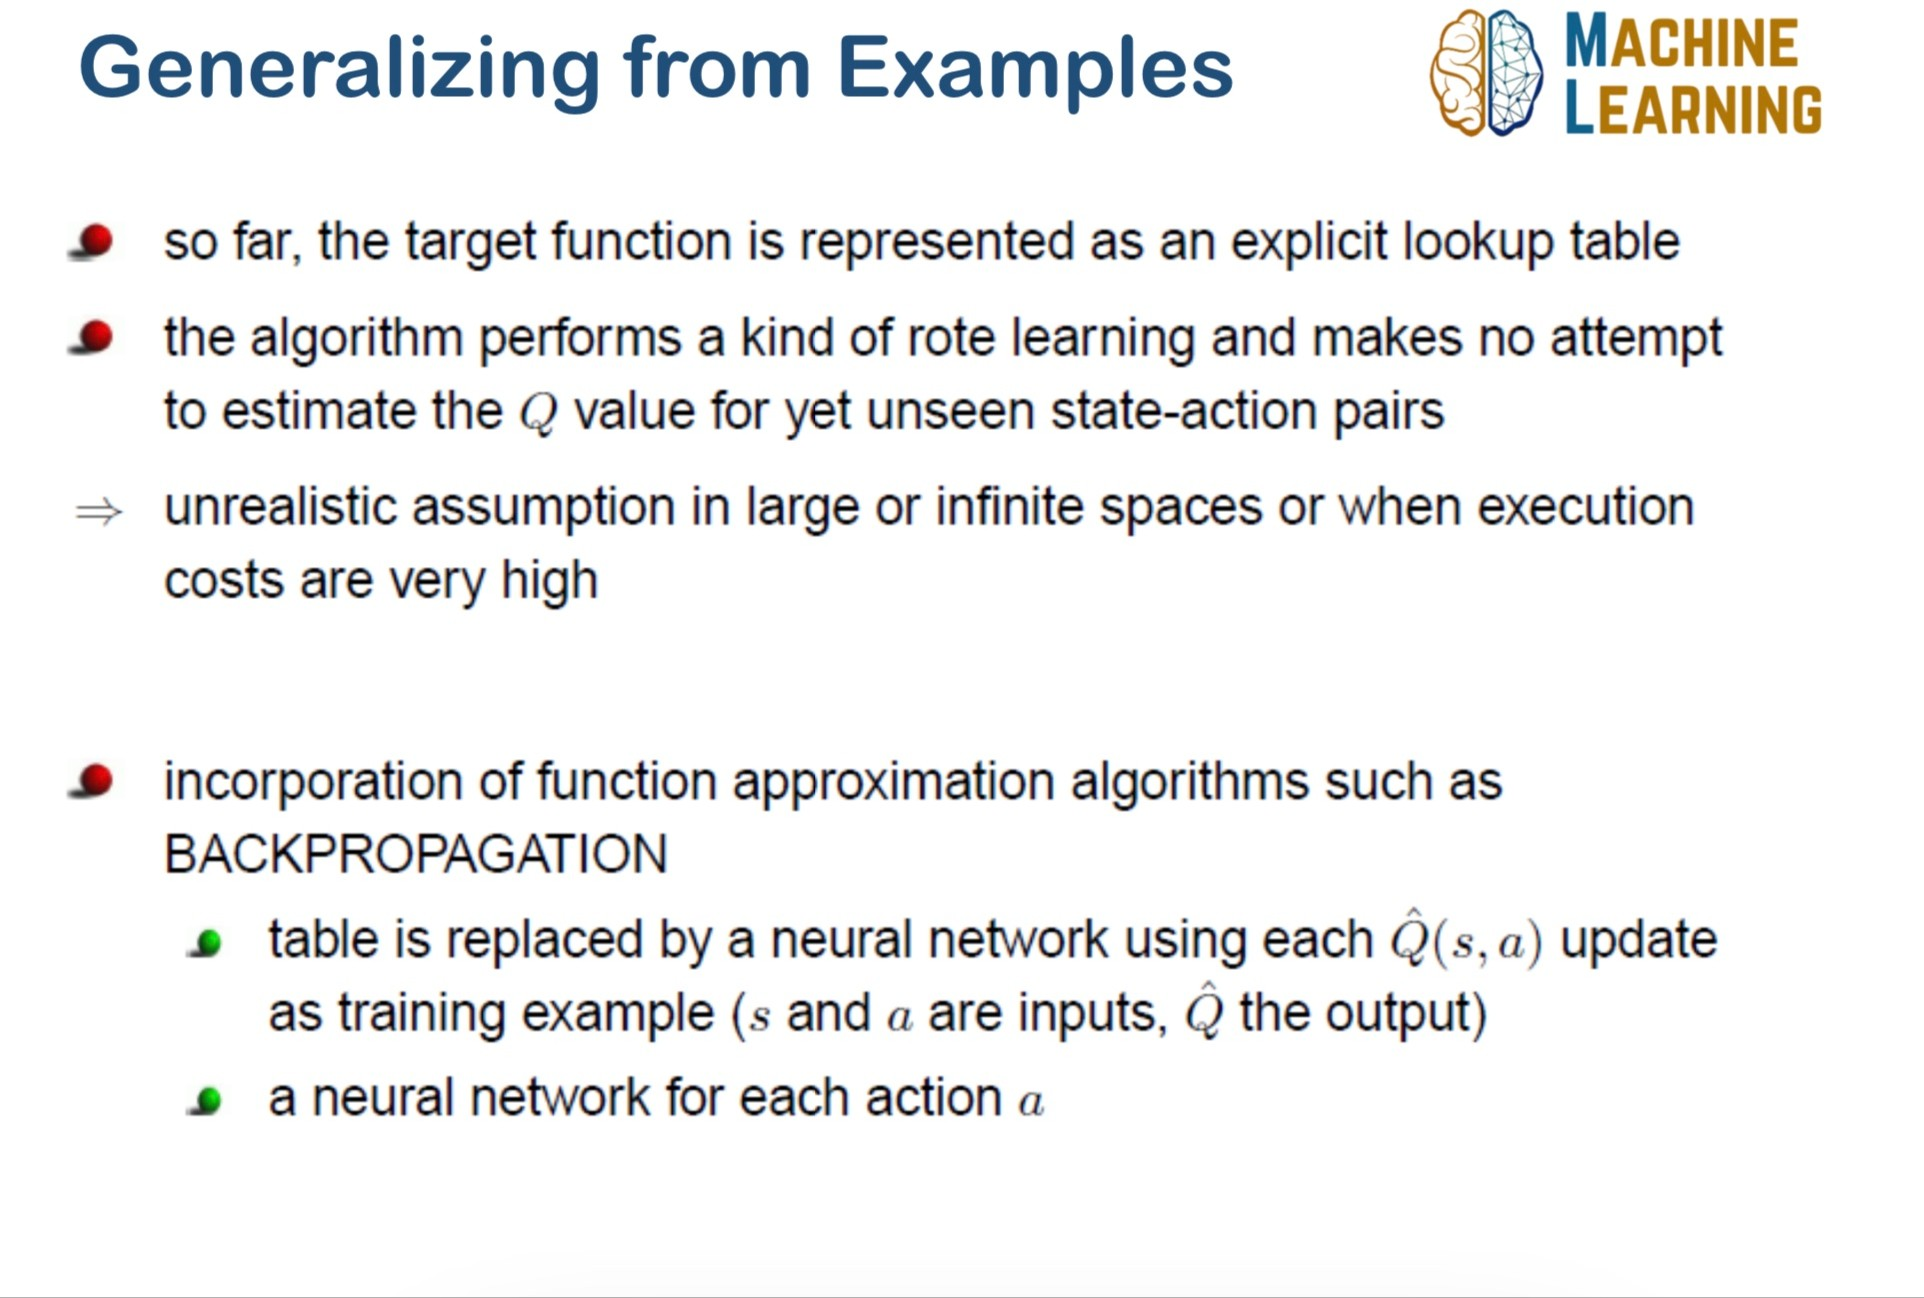 Generalizing from Examples
MACHINE
LEARNING
so far, the target function is represented as an explicit lookup table
the algorithm performs a kind of rote learning and makes no attempt
to estimate the Q value for yet unseen state-action pairs
⇒ unrealistic assumption in large or infinite spaces or when execution
costs are very high
incorporation of function approximation algorithms such as
BACKPROPAGATION
table is replaced by a neural network using each Q̂(s, a) update
as training example (s and a are inputs, Q̂ the output)
a neural network for each action a